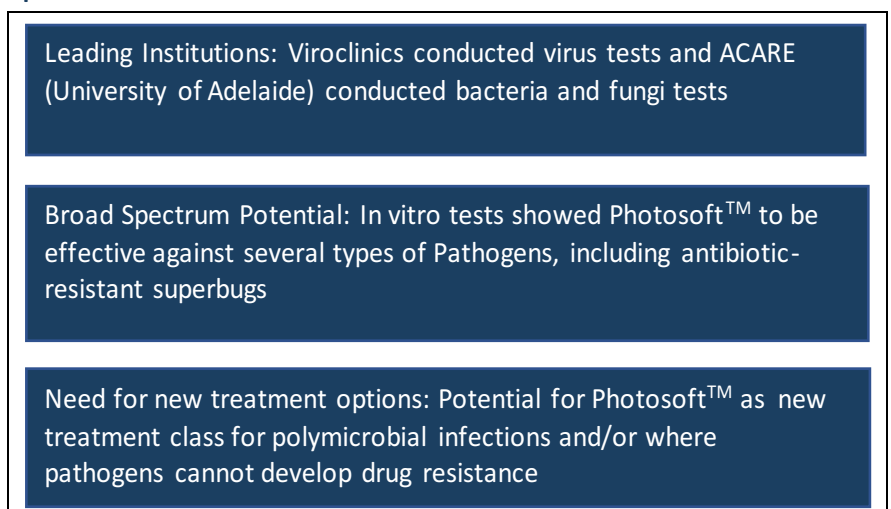 Leading Institutions: Viroclinics conducted virus tests and ACARE
(University of Adelaide) conducted bacteria and fungi tests
Broad Spectrum Potential: In vitro tests showed Photosoft™ to be
effective against several types of Pathogens, including antibiotic-
resistant superbugs
Need for new treatment options: Potential for Photosoft™ as new
treatment class for polymicrobial infections and/or where
pathogens cannot develop drug resistance